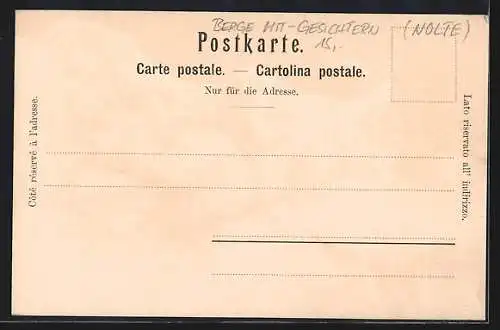 BERGE MIT GESICHTERN (NOLTE)
15,-
Postkarte.
Carte postale. — Cartolina postale.
Nur für die Adresse.
Côté réservé à l'adresse.
Lato riservato all' indirizzo.